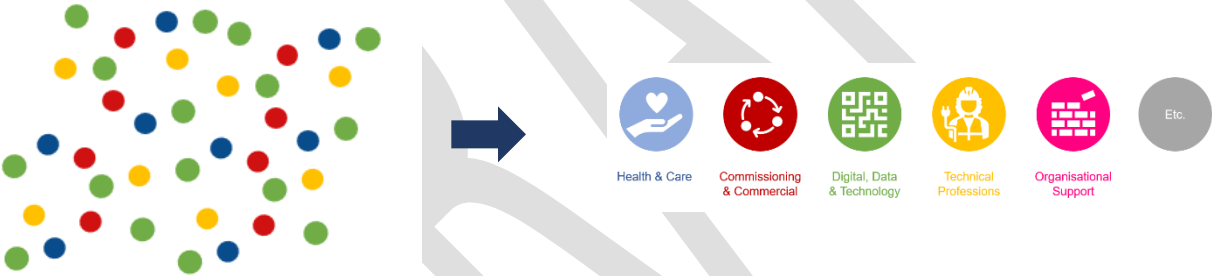 Etc.
Health & Care
Commissioning
& Commercial
Digital, Data
& Technology
Technical
Professions
Organisational
Support